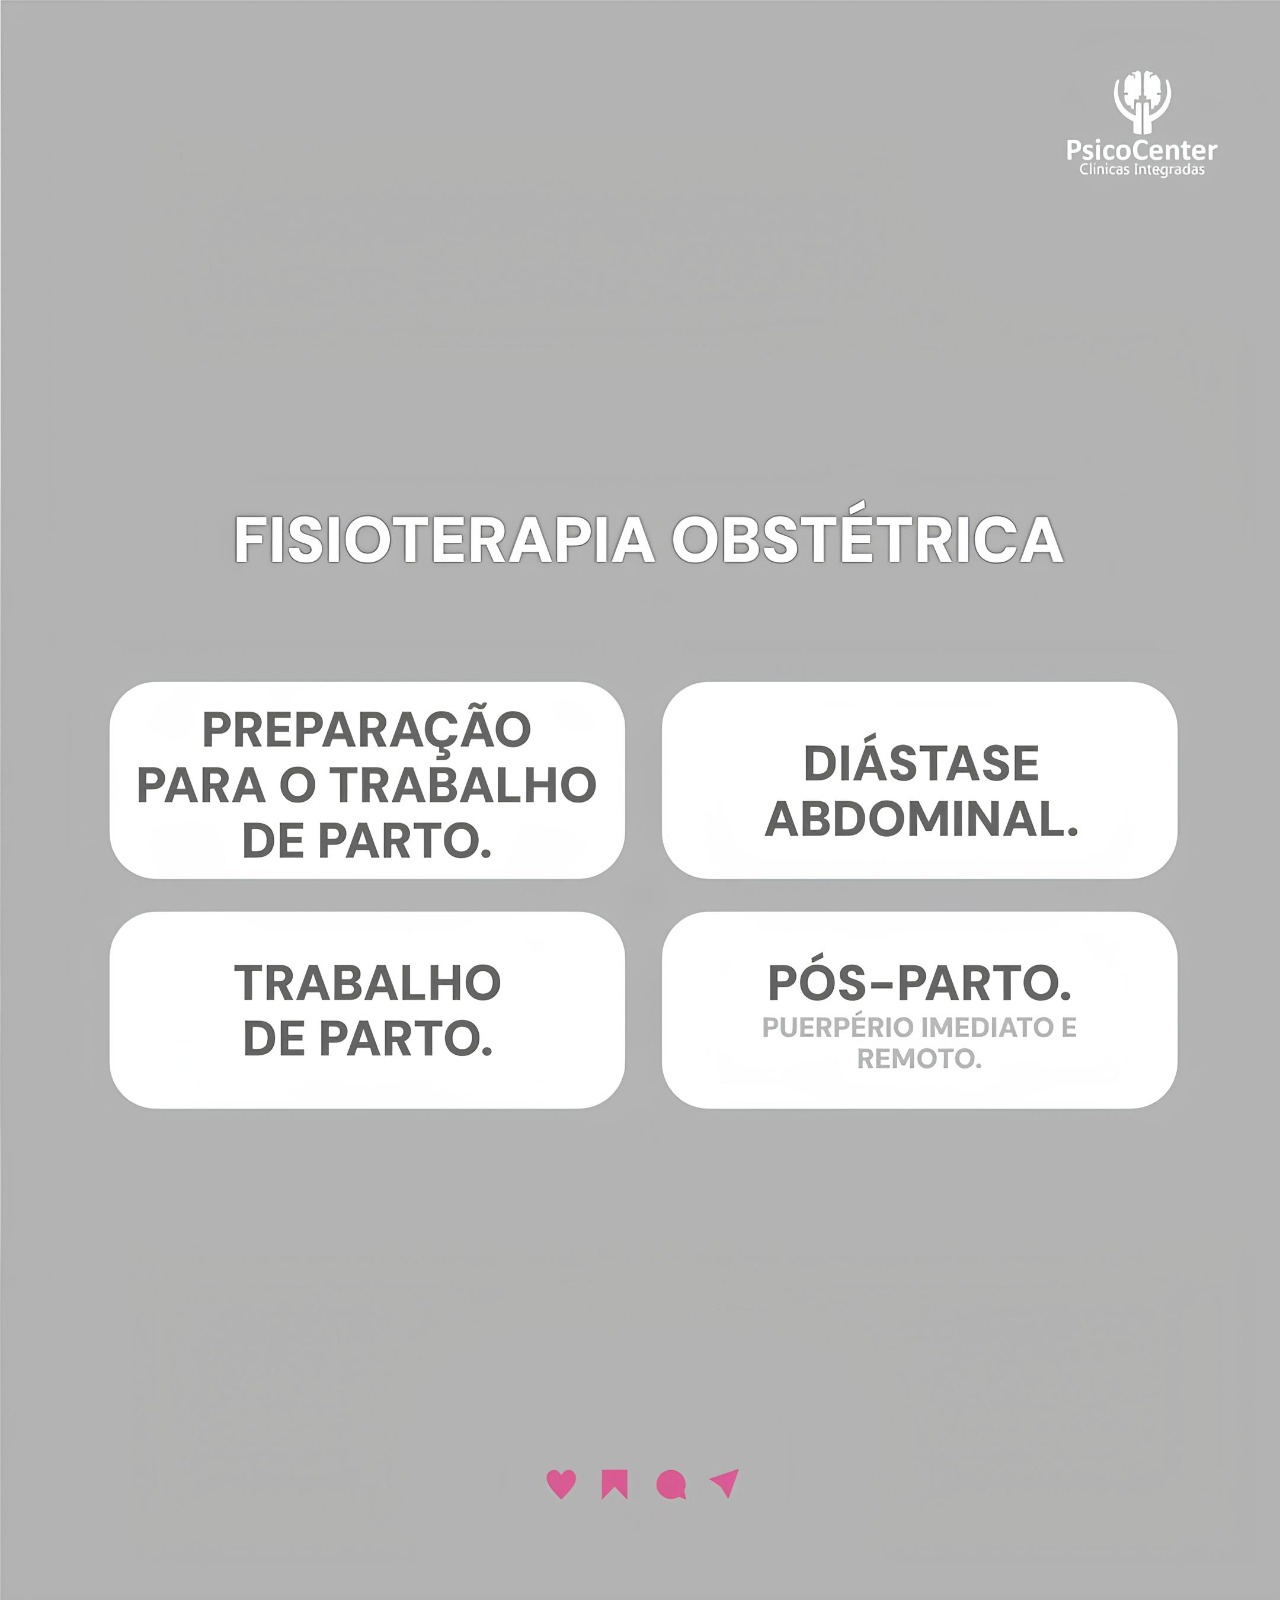 PsicoCenter
Clínicas Integradas
FISIOTERAPIA OBSTÉTRICA
PREPARAÇÃO
PARA O TRABALHO
DE PARTO.
DIÁSTASE
ABDOMINAL.
TRABALHO
DE PARTO.
PÓS-PARTO.
PUERPÉRIO IMEDIATO E
REMOTO.